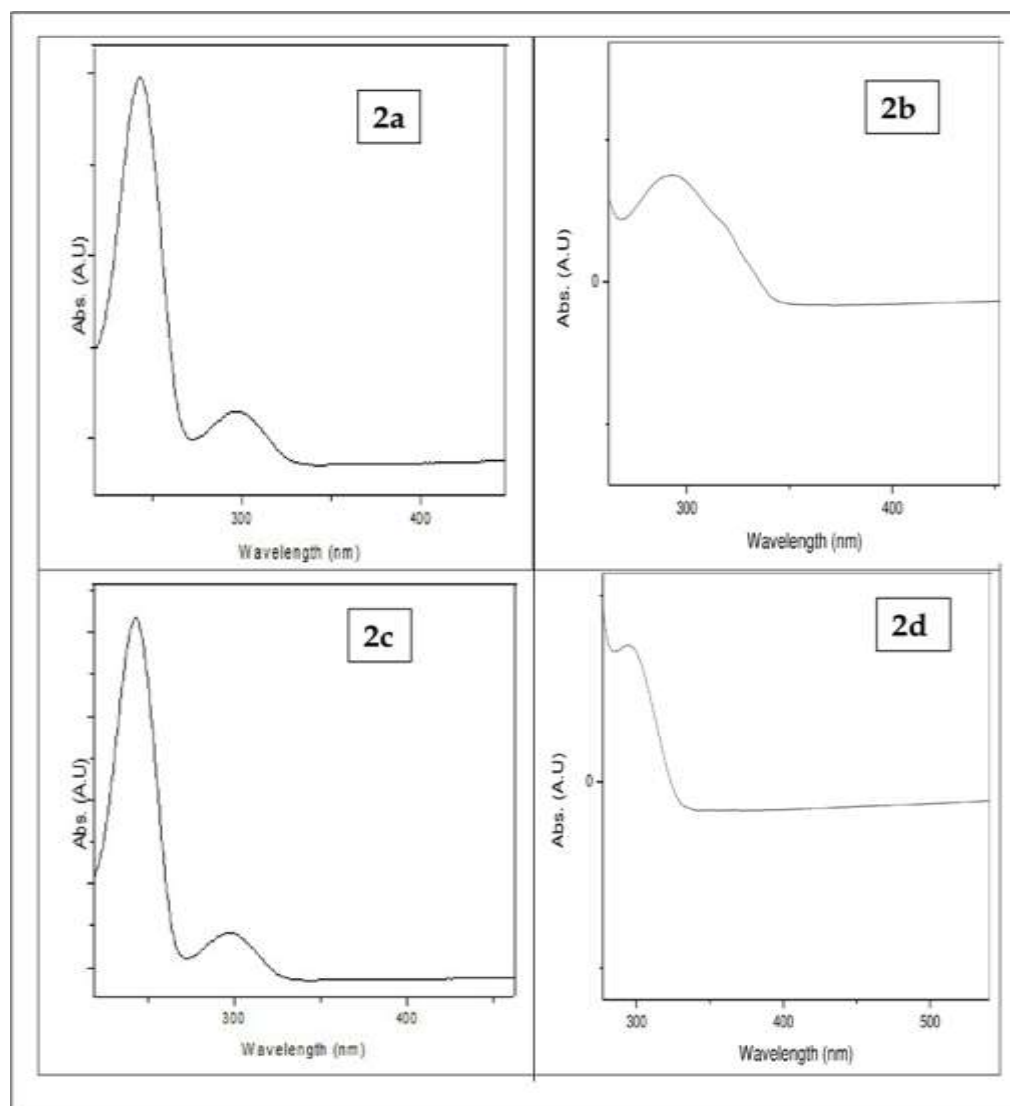 2a
Abs. (A.U)
300
400
Wavelength (nm)
2b
Abs. (A.U)
0
300
400
Wavelength (nm)
2c
Abs. (A.U)
300
400
Wavelength (nm)
2d
Abs. (A.U)
0
300
400
500
Wavelength (nm)